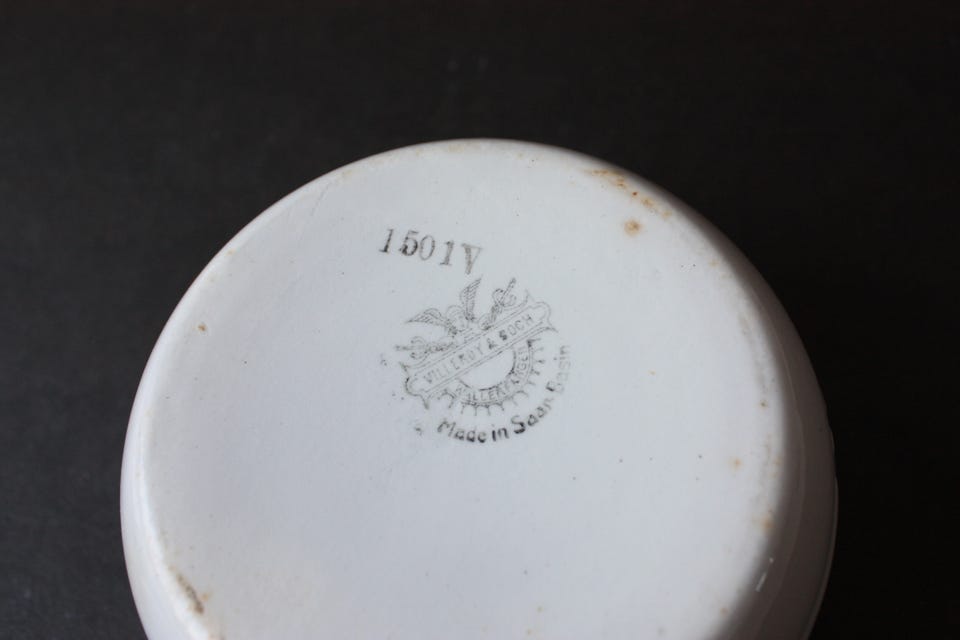 1501V
VILLEROY & BOCH
WALLERFANGEN
Made in Saar Basin